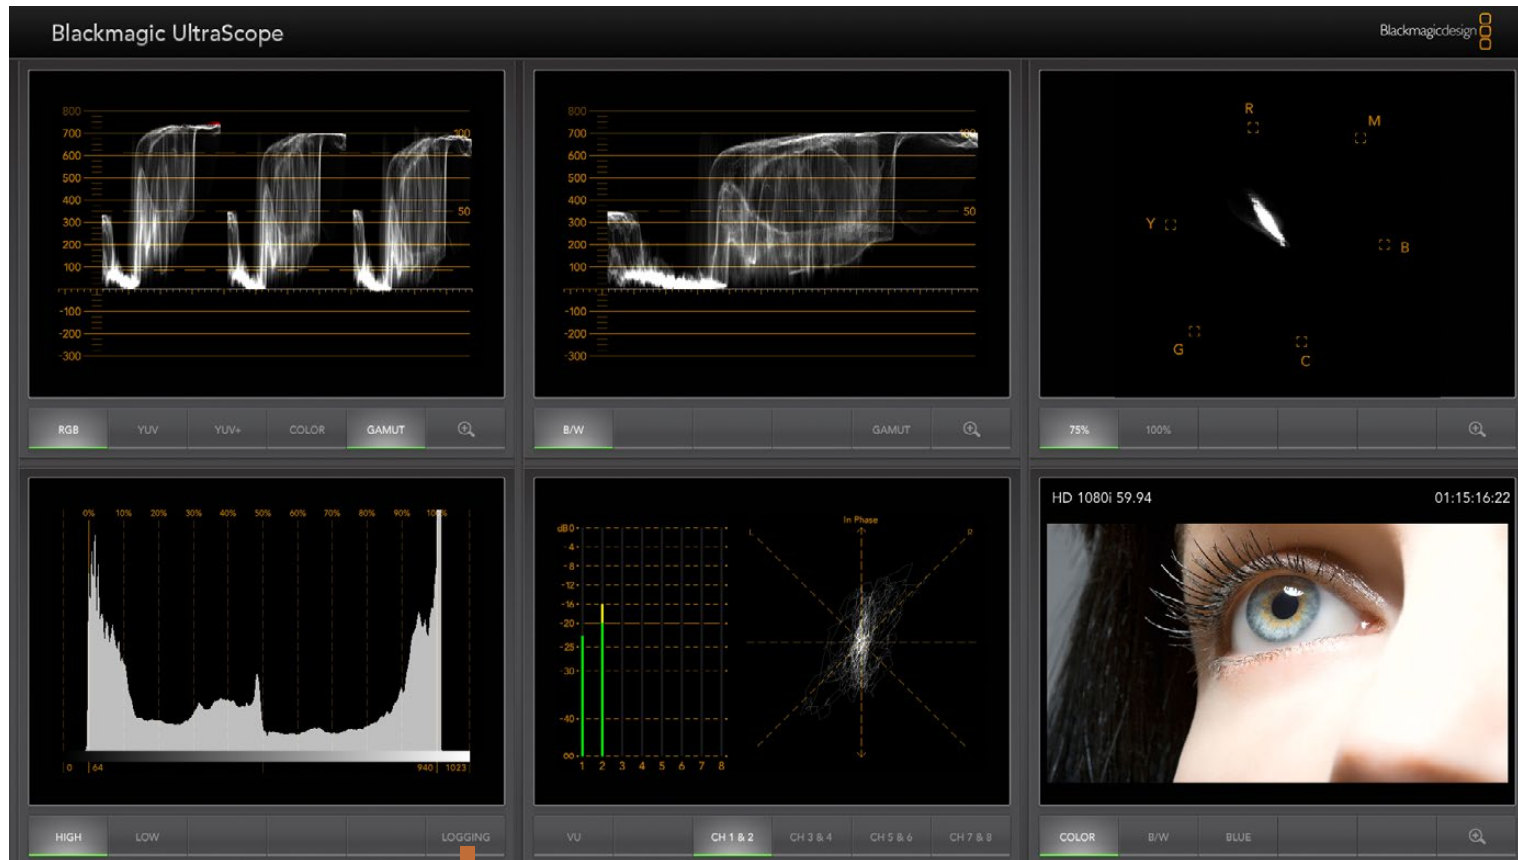 Blackmagic UltraScope
Blackmagicdesign
800
700
600
500
400
300
200
100
-100
-200
-300
100
50
800
700
600
500
400
300
200
100
-100
-200
-300
100
50
R
M
Y
B
G
C
RGB YUV YUV+ COLOR GAMUT
B/W GAMUT
75% 100%
0% 10% 20% 30% 40% 50% 60% 70% 80% 90% 100%
0 64 940 1023
dB 0
-4
-8
-12
-16
-20
-25
-30
-40
∞
1 2 3 4 5 6 7 8
In Phase
L R
HD 1080i 59.94 01:15:16:22
HIGH LOW LOGGING
VU CH 1 & 2 CH 3 & 4 CH 5 & 6 CH 7 & 8
COLOR B/W BLUE